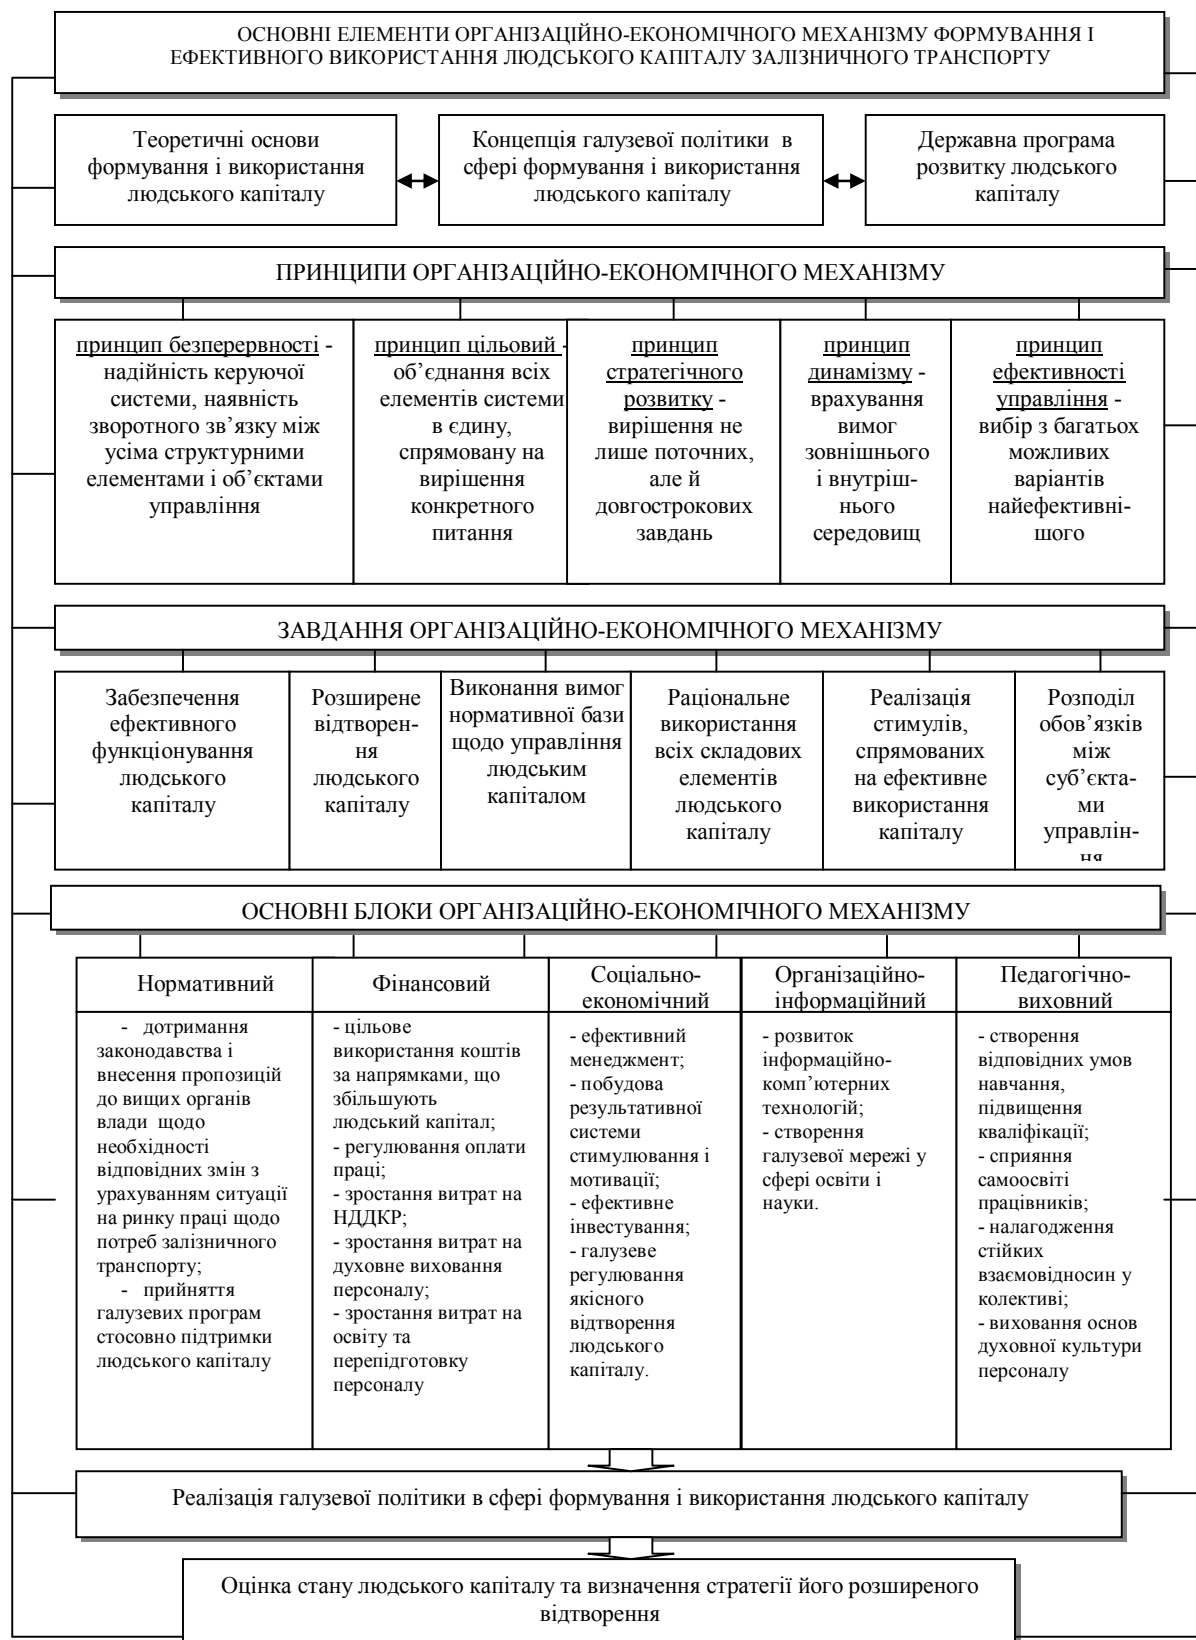 ОСНОВНІ ЕЛЕМЕНТИ ОРГАНІЗАЦІЙНО-ЕКОНОМІЧНОГО МЕХАНІЗМУ ФОРМУВАННЯ І
ЕФЕКТИВНОГО ВИКОРИСТАННЯ ЛЮДСЬКОГО КАПІТАЛУ ЗАЛІЗНИЧНОГО ТРАНСПОРТУ
Теоретичні основи
формування і використання
людського капіталу
Концепція галузевої політики в
сфері формування і використання
людського капіталу
Державна програма
розвитку людського
капіталу
ПРИНЦИПИ ОРГАНІЗАЦІЙНО-ЕКОНОМІЧНОГО МЕХАНІЗМУ
принцип безперервності -
надійність керуючої
системи, наявність
зворотного зв’язку між
усіма структурними
елементами і об’єктами
управління
принцип цільовий -
об’єднання всіх
елементів системи
в єдину,
спрямовану на
вирішення
конкретного
питання
принцип
стратегічного
розвитку -
вирішення не
лише поточних,
але й
довгострокових
завдань
принцип
динамізму -
врахування
вимог
зовнішнього
і внутріш-
нього
середовищ
принцип
ефективності
управління -
вибір з багатьох
можливих
варіантів
найефективні-
шого
ЗАВДАННЯ ОРГАНІЗАЦІЙНО-ЕКОНОМІЧНОГО МЕХАНІЗМУ
Забезпечення
ефективного
функціонування
людського
капіталу
Розширене
відтворен-
ня
людського
капіталу
Виконання вимог
нормативної бази
щодо управління
людським
капіталом
Раціональне
використання
всіх складових
елементів
людського
капіталу
Реалізація
стимулів,
спрямованих
на ефективне
використання
капіталу
Розподіл
обов’язків
між
суб’єкта-
ми
управлін-
ня
ОСНОВНІ БЛОКИ ОРГАНІЗАЦІЙНО-ЕКОНОМІЧНОГО МЕХАНІЗМУ
Нормативний
- дотримання
законодавства і
внесення пропозицій
до вищих органів
влади щодо
необхідності
відповідних змін з
урахуванням ситуації
на ринку праці щодо
потреб залізничного
транспорту;
- прийняття
галузевих програм
стосовно підтримки
людського капіталу
Фінансовий
- цільове
використання коштів
за напрямками, що
збільшують
людський капітал;
- регулювання оплати
праці;
- зростання витрат на
НДДКР;
- зростання витрат на
духовне виховання
персоналу;
- зростання витрат на
освіту та
перепідготовку
персоналу
Соціально-
економічний
- ефективний
менеджмент;
- побудова
результативної
системи
стимулювання і
мотивації;
- ефективне
інвестування;
- галузеве
регулювання
якісного
відтворення
людського
капіталу.
Організаційно-
інформаційний
- розвиток
інформаційно-
комп’ютерних
технологій;
- створення
галузевої мережі у
сфері освіти і
науки.
Педагогічно-
виховний
- створення
відповідних умов
навчання,
підвищення
кваліфікації;
- сприяння
самоосвіті
працівників;
- налагодження
стійких
взаємовідносин у
колективі;
- виховання основ
духовної культури
персоналу
Реалізація галузевої політики в сфері формування і використання людського капіталу
Оцінка стану людського капіталу та визначення стратегії його розширеного
відтворення